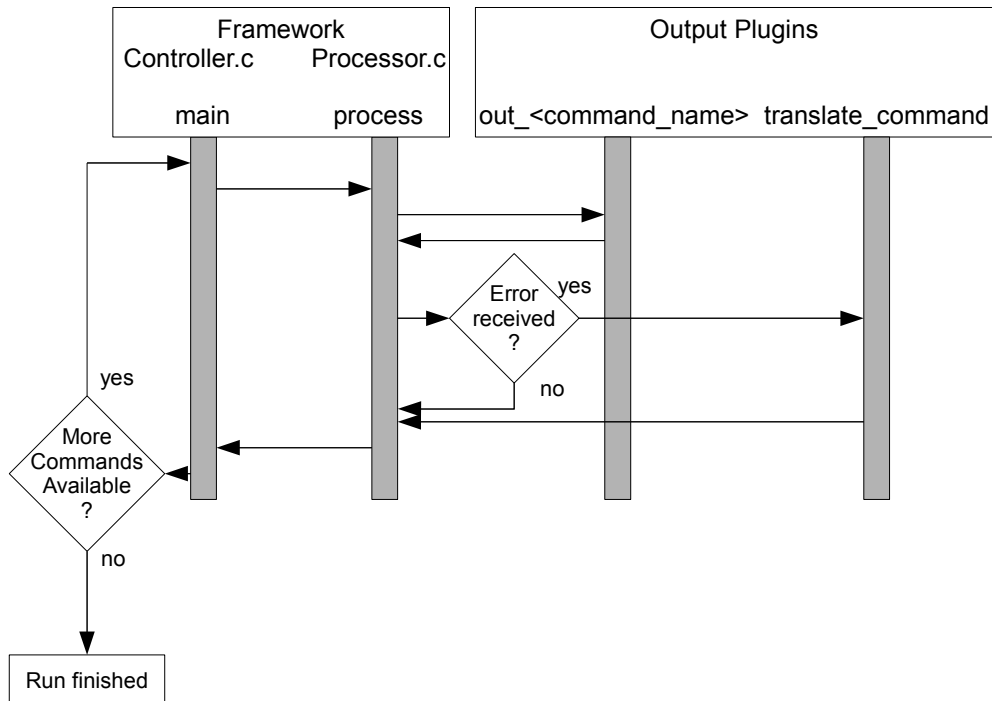 Framework
Controller.c Processor.c
main process
Output Plugins
out_<command_name> translate_command
Error
received
?
yes
no
yes
More
Commands
Available
?
no
Run finished